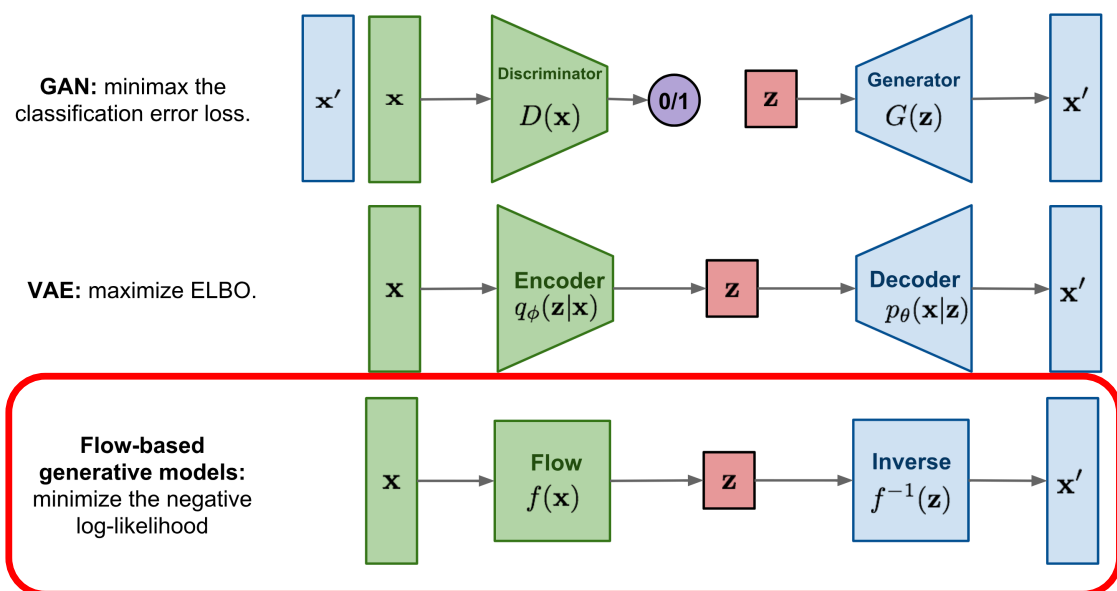 GAN: minimax the
classification error loss.
x′
x
Discriminator
D(x)
0/1
z
Generator
G(z)
x′
VAE: maximize ELBO.
x
Encoder
qϕ(z|x)
z
Decoder
pθ(x|z)
x′
Flow-based
generative models:
minimize the negative
log-likelihood
x
Flow
f(x)
z
Inverse
f⁻¹(z)
x′